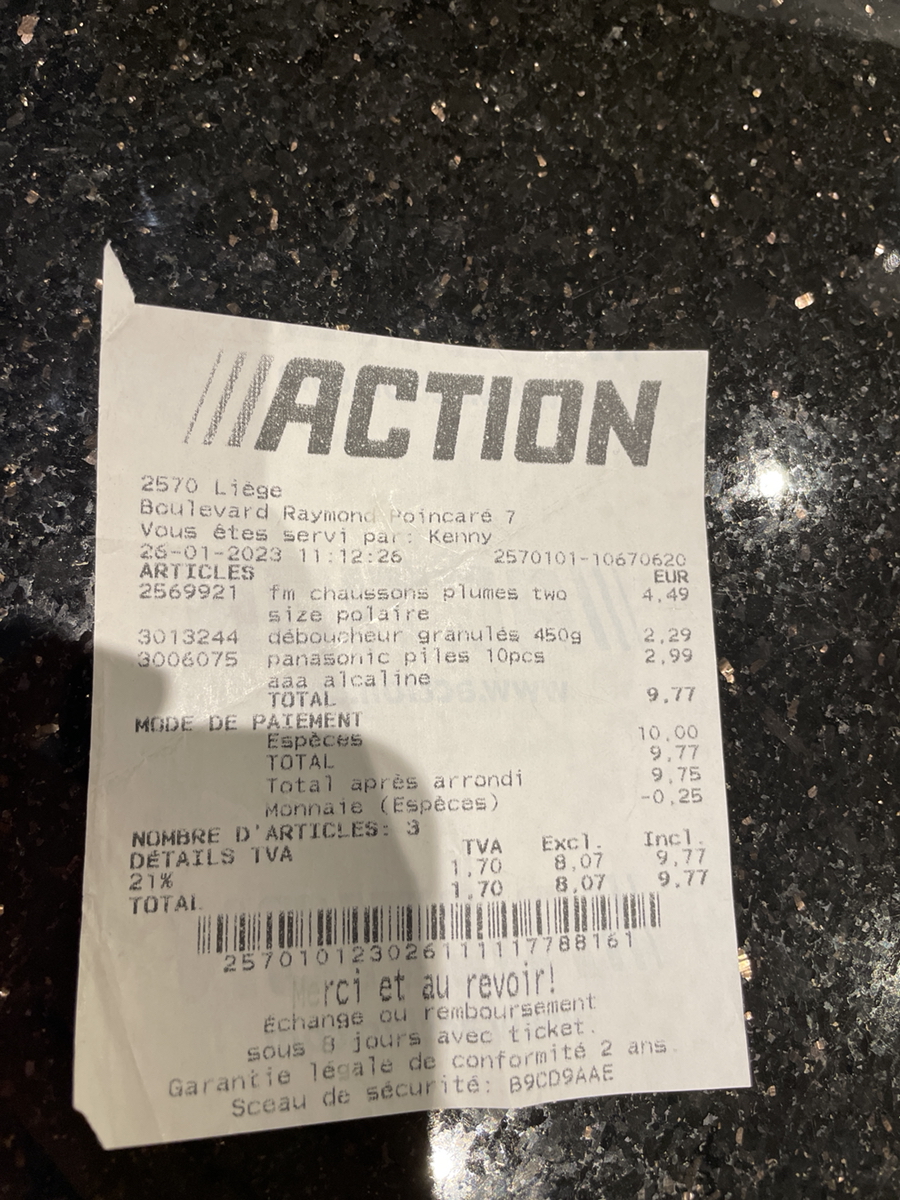 ACTION
2570 Liège
Boulevard Raymond Poincaré 7
Vous êtes servi par: Kenny
26-01-2023 11:12:26 2570101-10670620
ARTICLES EUR
2569921 fm chaussons plumes two 4,49
size polaire
3013244 déboucheur granulés 450g 2,29
3006075 panasonic piles 10pcs 2,99
aaa alcaline
TOTAL 9,77
MODE DE PAIEMENT
Espèces 10,00
TOTAL 9,77
Total après arrondi 9,75
Monnaie (Espèces) -0,25
NOMBRE D'ARTICLES: 3
DÉTAILS TVA TVA Excl. Incl.
21% 1,70 8,07 9,77
TOTAL 1,70 8,07 9,77
257010123026111117788161
Merci et au revoir!
Échange ou remboursement
sous 8 jours avec ticket.
Garantie légale de conformité 2 ans.
Sceau de sécurité: B9CD9AAE